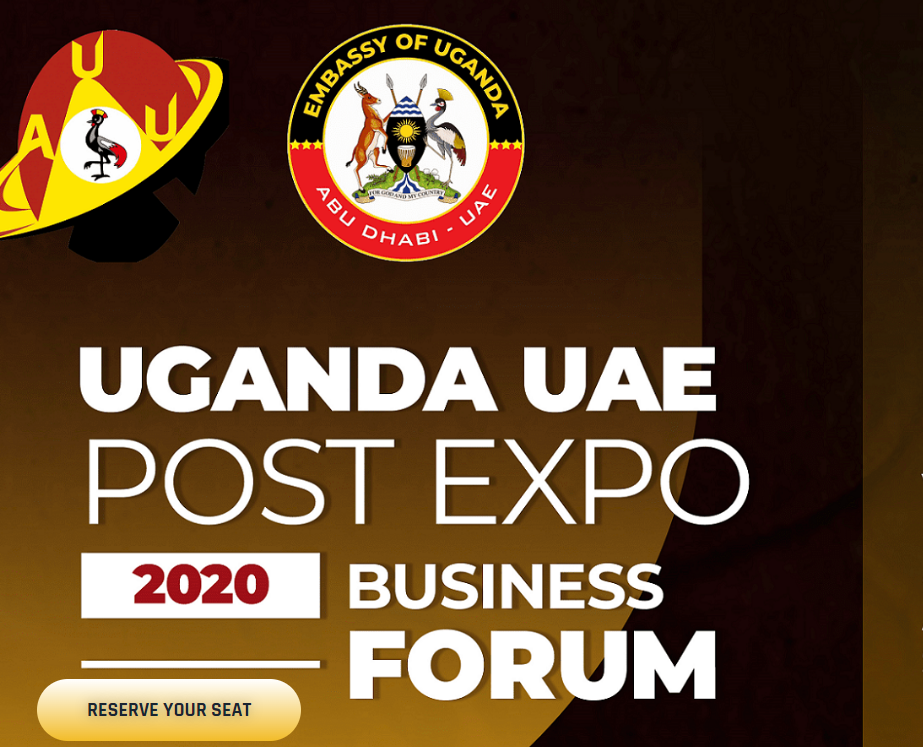 U
A U
EMBASSY OF UGANDA
FOR GOD AND MY COUNTRY
ABU DHABI - UAE
UGANDA UAE
POST EXPO
2020 BUSINESS
FORUM
RESERVE YOUR SEAT